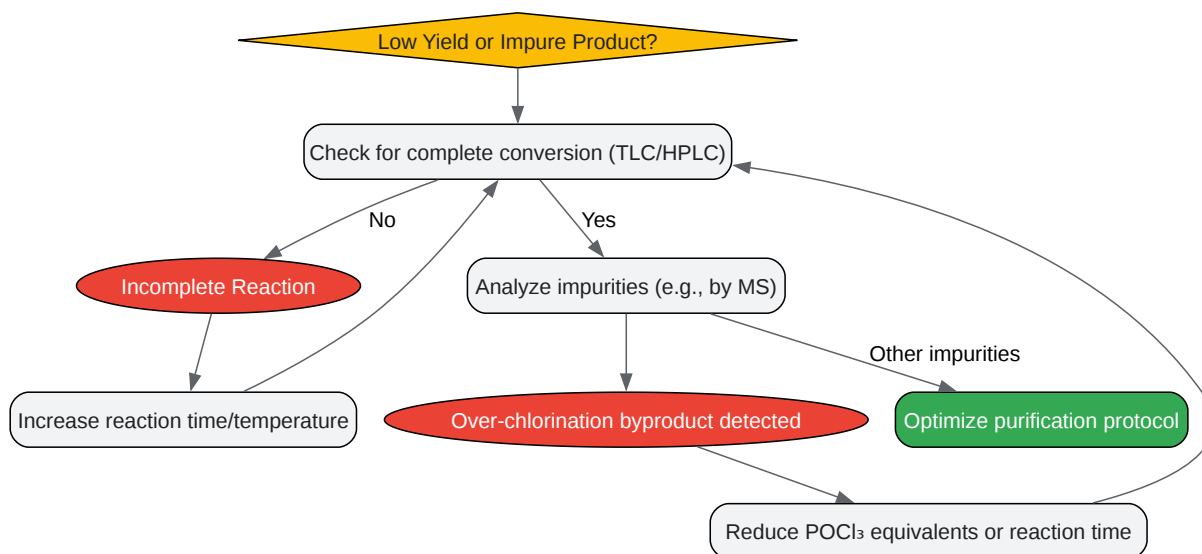 Low Yield or Impure Product?
Check for complete conversion (TLC/HPLC)
No
Yes
Incomplete Reaction
Analyze impurities (e.g., by MS)
Other impurities
Increase reaction time/temperature
Over-chlorination byproduct detected
Optimize purification protocol
Reduce POCl₃ equivalents or reaction time